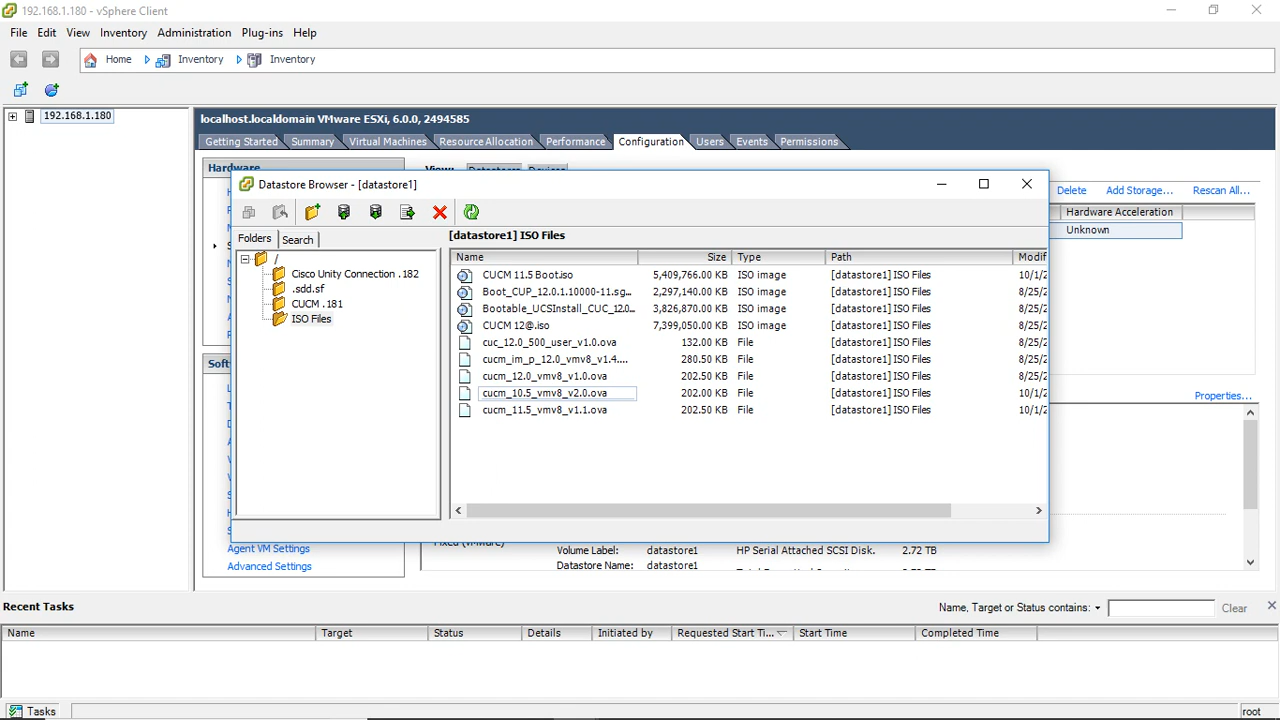 192.168.1.180 - vSphere Client
File Edit View Inventory Administration Plug-ins Help
Home Inventory Inventory
192.168.1.180
localhost.localdomain VMware ESXi, 6.0.0, 2494585
Getting Started Summary Virtual Machines Resource Allocation Performance Configuration Users Events Permissions
Hardware
View: Datastores Devices
Delete Add Storage... Rescan All...
Hardware Acceleration
Unknown
Datastore Browser - [datastore1]
Folders Search
[datastore1] ISO Files
/
Cisco Unity Connection .182
.sdd.sf
CUCM .181
ISO Files
Name Size Type Path Modif
CUCM 11.5 Boot.iso 5,409,766.00 KB ISO image [datastore1] ISO Files 10/1/2
Boot_CUP_12.0.1.10000-11.sg... 2,297,140.00 KB ISO image [datastore1] ISO Files 8/25/2
Bootable_UCSInstall_CUC_12.0... 3,826,870.00 KB ISO image [datastore1] ISO Files 8/25/2
CUCM 12@.iso 7,399,050.00 KB ISO image [datastore1] ISO Files 8/25/2
cuc_12.0_500_user_v1.0.ova 132.00 KB File [datastore1] ISO Files 8/25/2
cucm_im_p_12.0_vmv8_v1.4.... 280.50 KB File [datastore1] ISO Files 8/25/2
cucm_12.0_vmv8_v1.0.ova 202.50 KB File [datastore1] ISO Files 8/25/2
cucm_10.5_vmv8_v2.0.ova 202.00 KB File [datastore1] ISO Files 10/1/2
cucm_11.5_vmv8_v1.1.ova 202.50 KB File [datastore1] ISO Files 10/1/2
Properties...
Soft
Agent VM Settings
Advanced Settings
Fixed (VMware)
Volume Label: datastore1 HP Serial Attached SCSI Disk. 2.72 TB
Datastore Name: datastore1
Recent Tasks
Name, Target or Status contains: Clear
Name Target Status Details Initiated by Requested Start Ti... Start Time Completed Time
Tasks root